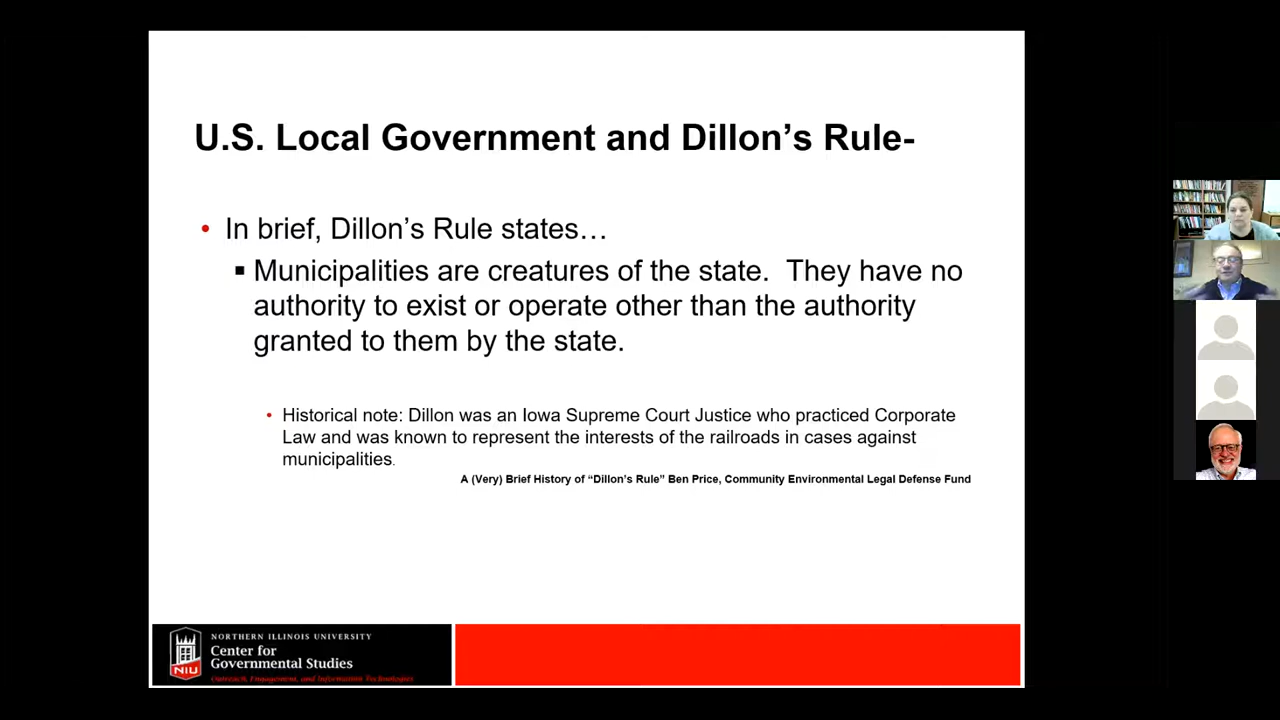 U.S. Local Government and Dillon’s Rule-
• In brief, Dillon’s Rule states…
▪ Municipalities are creatures of the state. They have no
authority to exist or operate other than the authority
granted to them by the state.
• Historical note: Dillon was an Iowa Supreme Court Justice who practiced Corporate
Law and was known to represent the interests of the railroads in cases against
municipalities.
A (Very) Brief History of “Dillon’s Rule” Ben Price, Community Environmental Legal Defense Fund
NORTHERN ILLINOIS UNIVERSITY
Center for
Governmental Studies
Outreach, Engagement, and Information Technologies
NIU